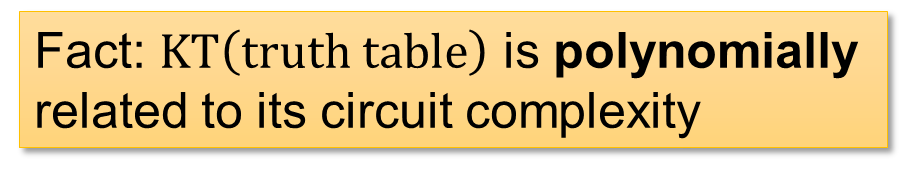 Fact: KT(truth table) is polynomially
related to its circuit complexity